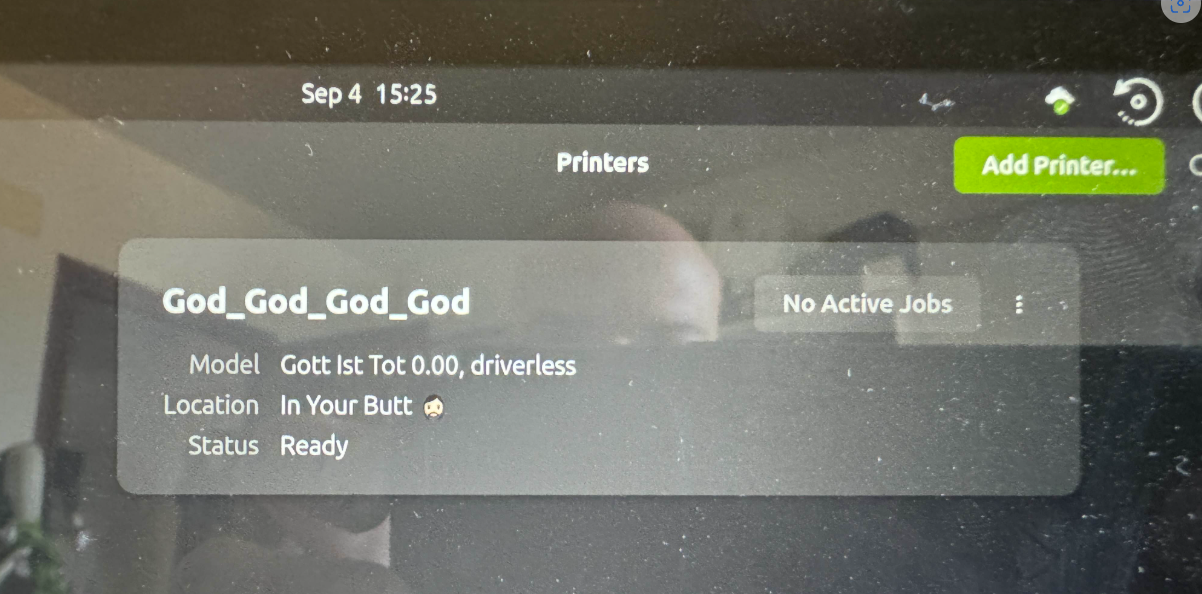 Sep 4 15:25
Printers
Add Printer...
God_God_God_God
No Active Jobs
Model Gott Ist Tot 0.00, driverless
Location In Your Butt 🧔🏻
Status Ready